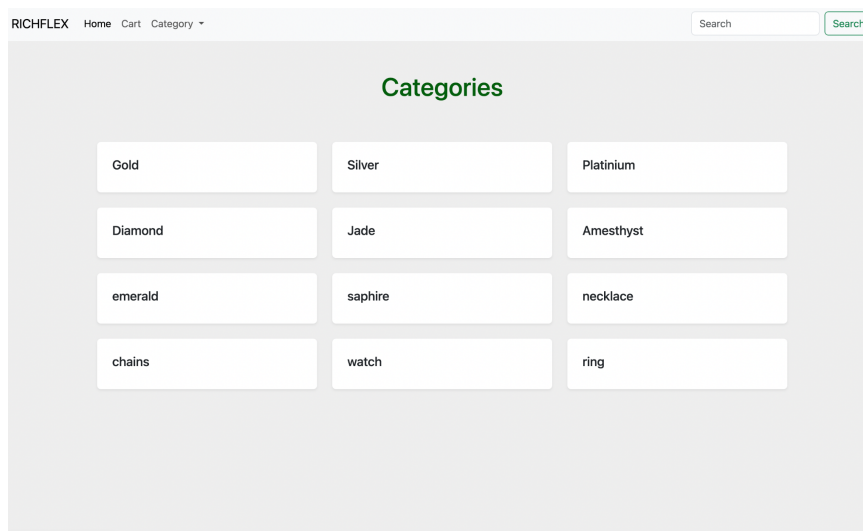 RICHFLEX Home Cart Category Search Search
Categories
Gold Silver Platinium
Diamond Jade Amesthyst
emerald saphire necklace
chains watch ring